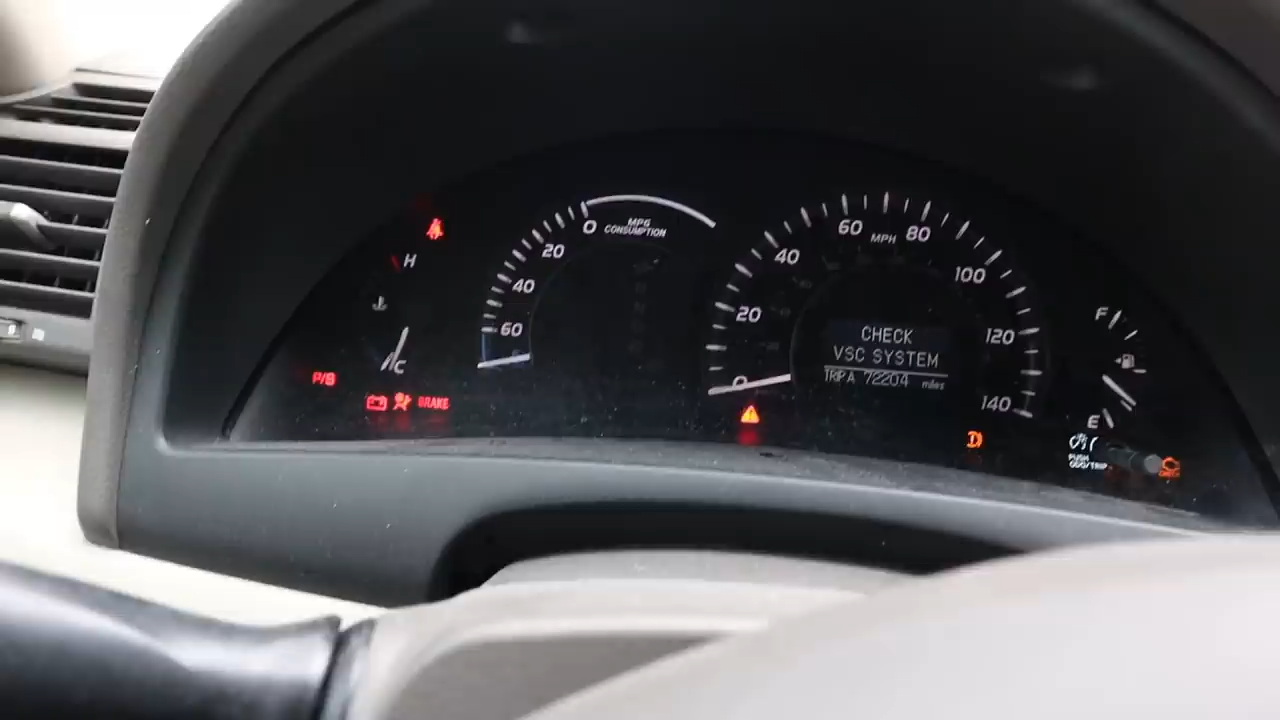 H
C
P/S
BRAKE
0
20
40
60
MPG
CONSUMPTION
0
20
40
60
80
100
120
140
MPH
CHECK
VSC SYSTEM
TRIP A 72204 miles
F
E
PUSH
ODO/TRIP
CHECK